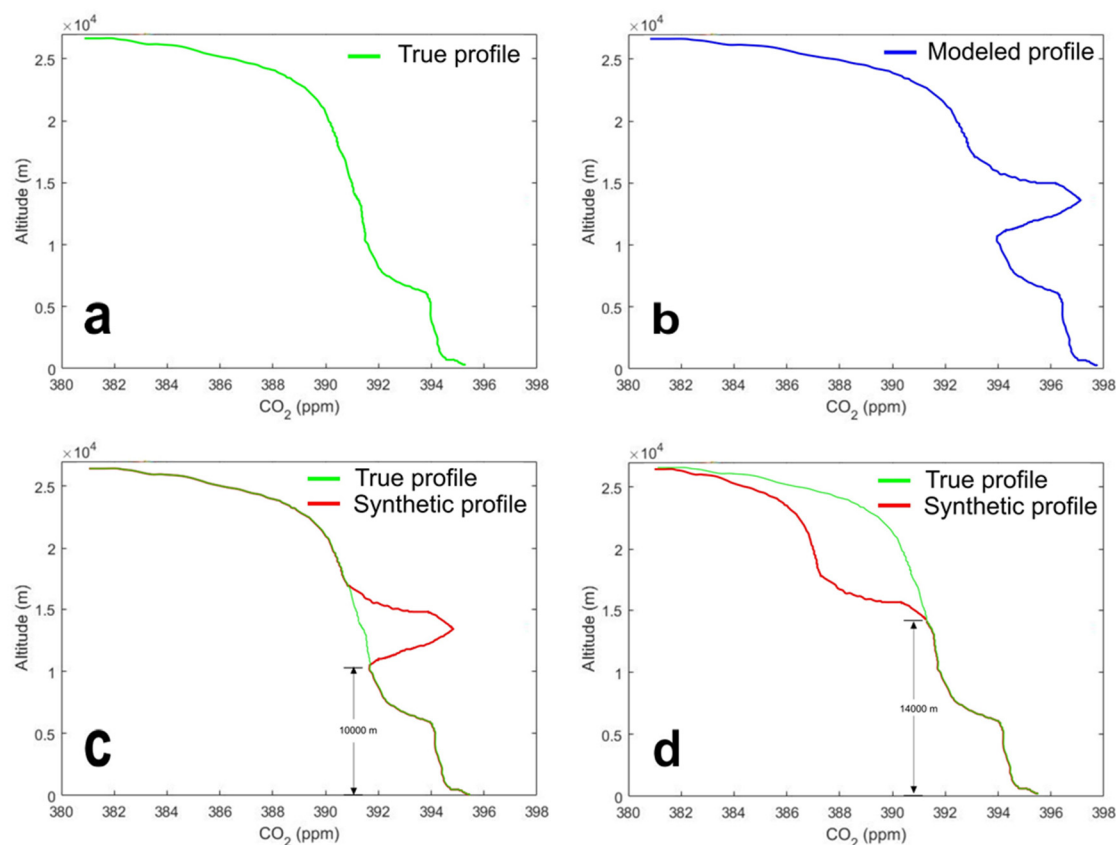 ×10⁴
True profile
2.5
2
1.5
1
0.5
0
Altitude (m)
a
380 382 384 386 388 390 392 394 396 398
CO₂ (ppm)
×10⁴
Modeled profile
2.5
2
1.5
1
0.5
0
Altitude (m)
b
380 382 384 386 388 390 392 394 396 398
CO₂ (ppm)
×10⁴
True profile
Synthetic profile
2.5
2
1.5
1
0.5
0
Altitude (m)
10000 m
c
380 382 384 386 388 390 392 394 396 398
CO₂ (ppm)
×10⁴
True profile
Synthetic profile
2.5
2
1.5
1
0.5
0
Altitude (m)
14000 m
d
380 382 384 386 388 390 392 394 396 398
CO₂ (ppm)